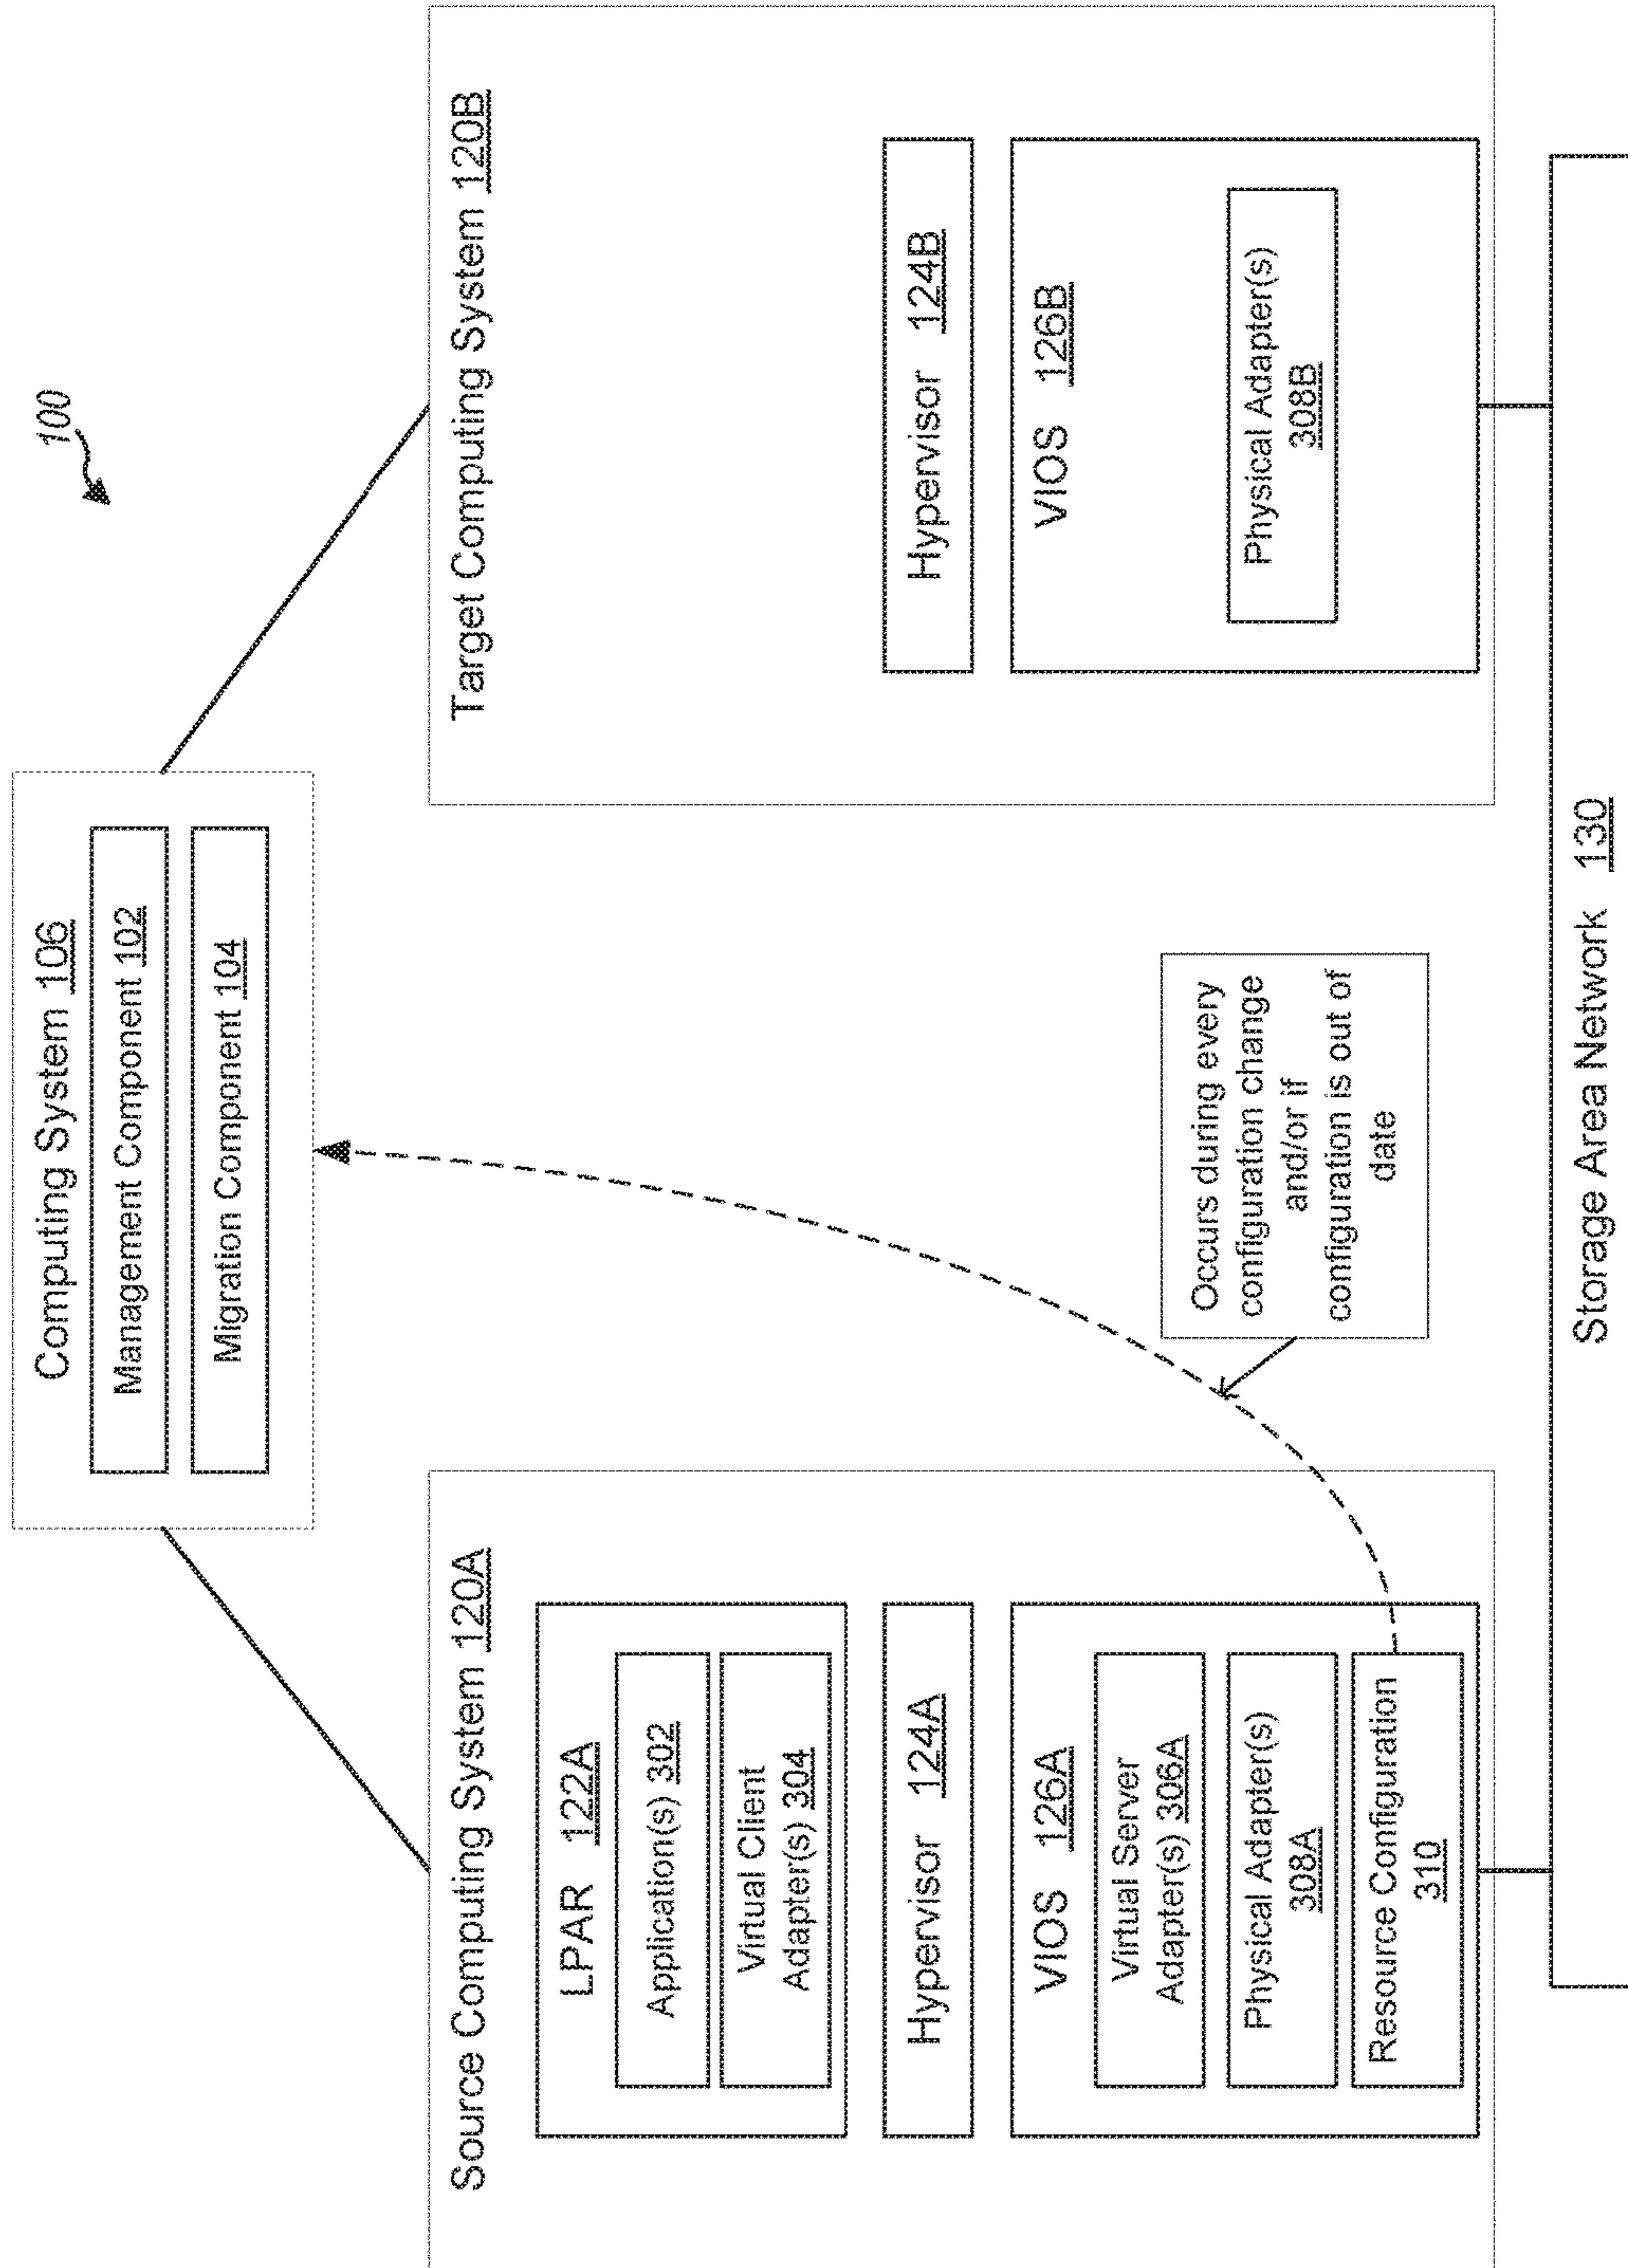 100
Computing System 106
Management Component 102
Migration Component 104
Source Computing System 120A
LPAR 122A
Application(s) 302
Virtual Client
Adapter(s) 304
Hypervisor 124A
VIOS 126A
Virtual Server
Adapter(s) 306A
Physical Adapter(s)
308A
Resource Configuration
310
Occurs during every
configuration change
and/or if
configuration is out of
date
Target Computing System 120B
Hypervisor 124B
VIOS 126B
Physical Adapter(s)
308B
Storage Area Network 130